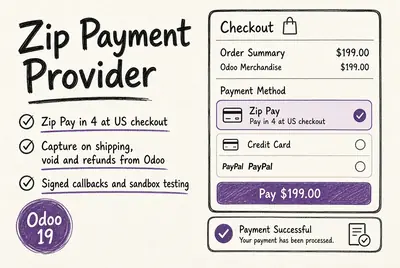 Zip Payment
Provider
Zip Pay in 4 at US checkout
Capture on shipping,
void and refunds from Odoo
Signed callbacks and sandbox testing
Odoo
19
Checkout
Order Summary $199.00
Odoo Merchandise $199.00
Payment Method
Zip Pay
Pay in 4 at US checkout
Credit Card
PayPal PayPal
Pay $199.00
Payment Successful
Your payment has been processed.